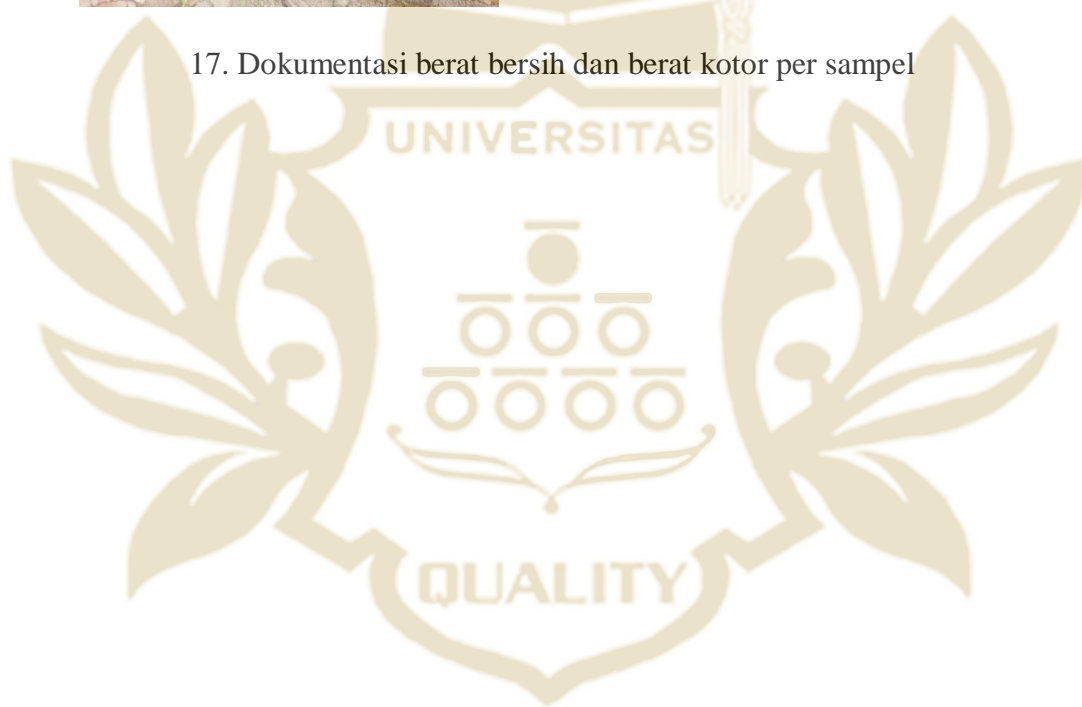 17. Dokumentasi berat bersih dan berat kotor per sampel
UNIVERSITAS
QUALITY